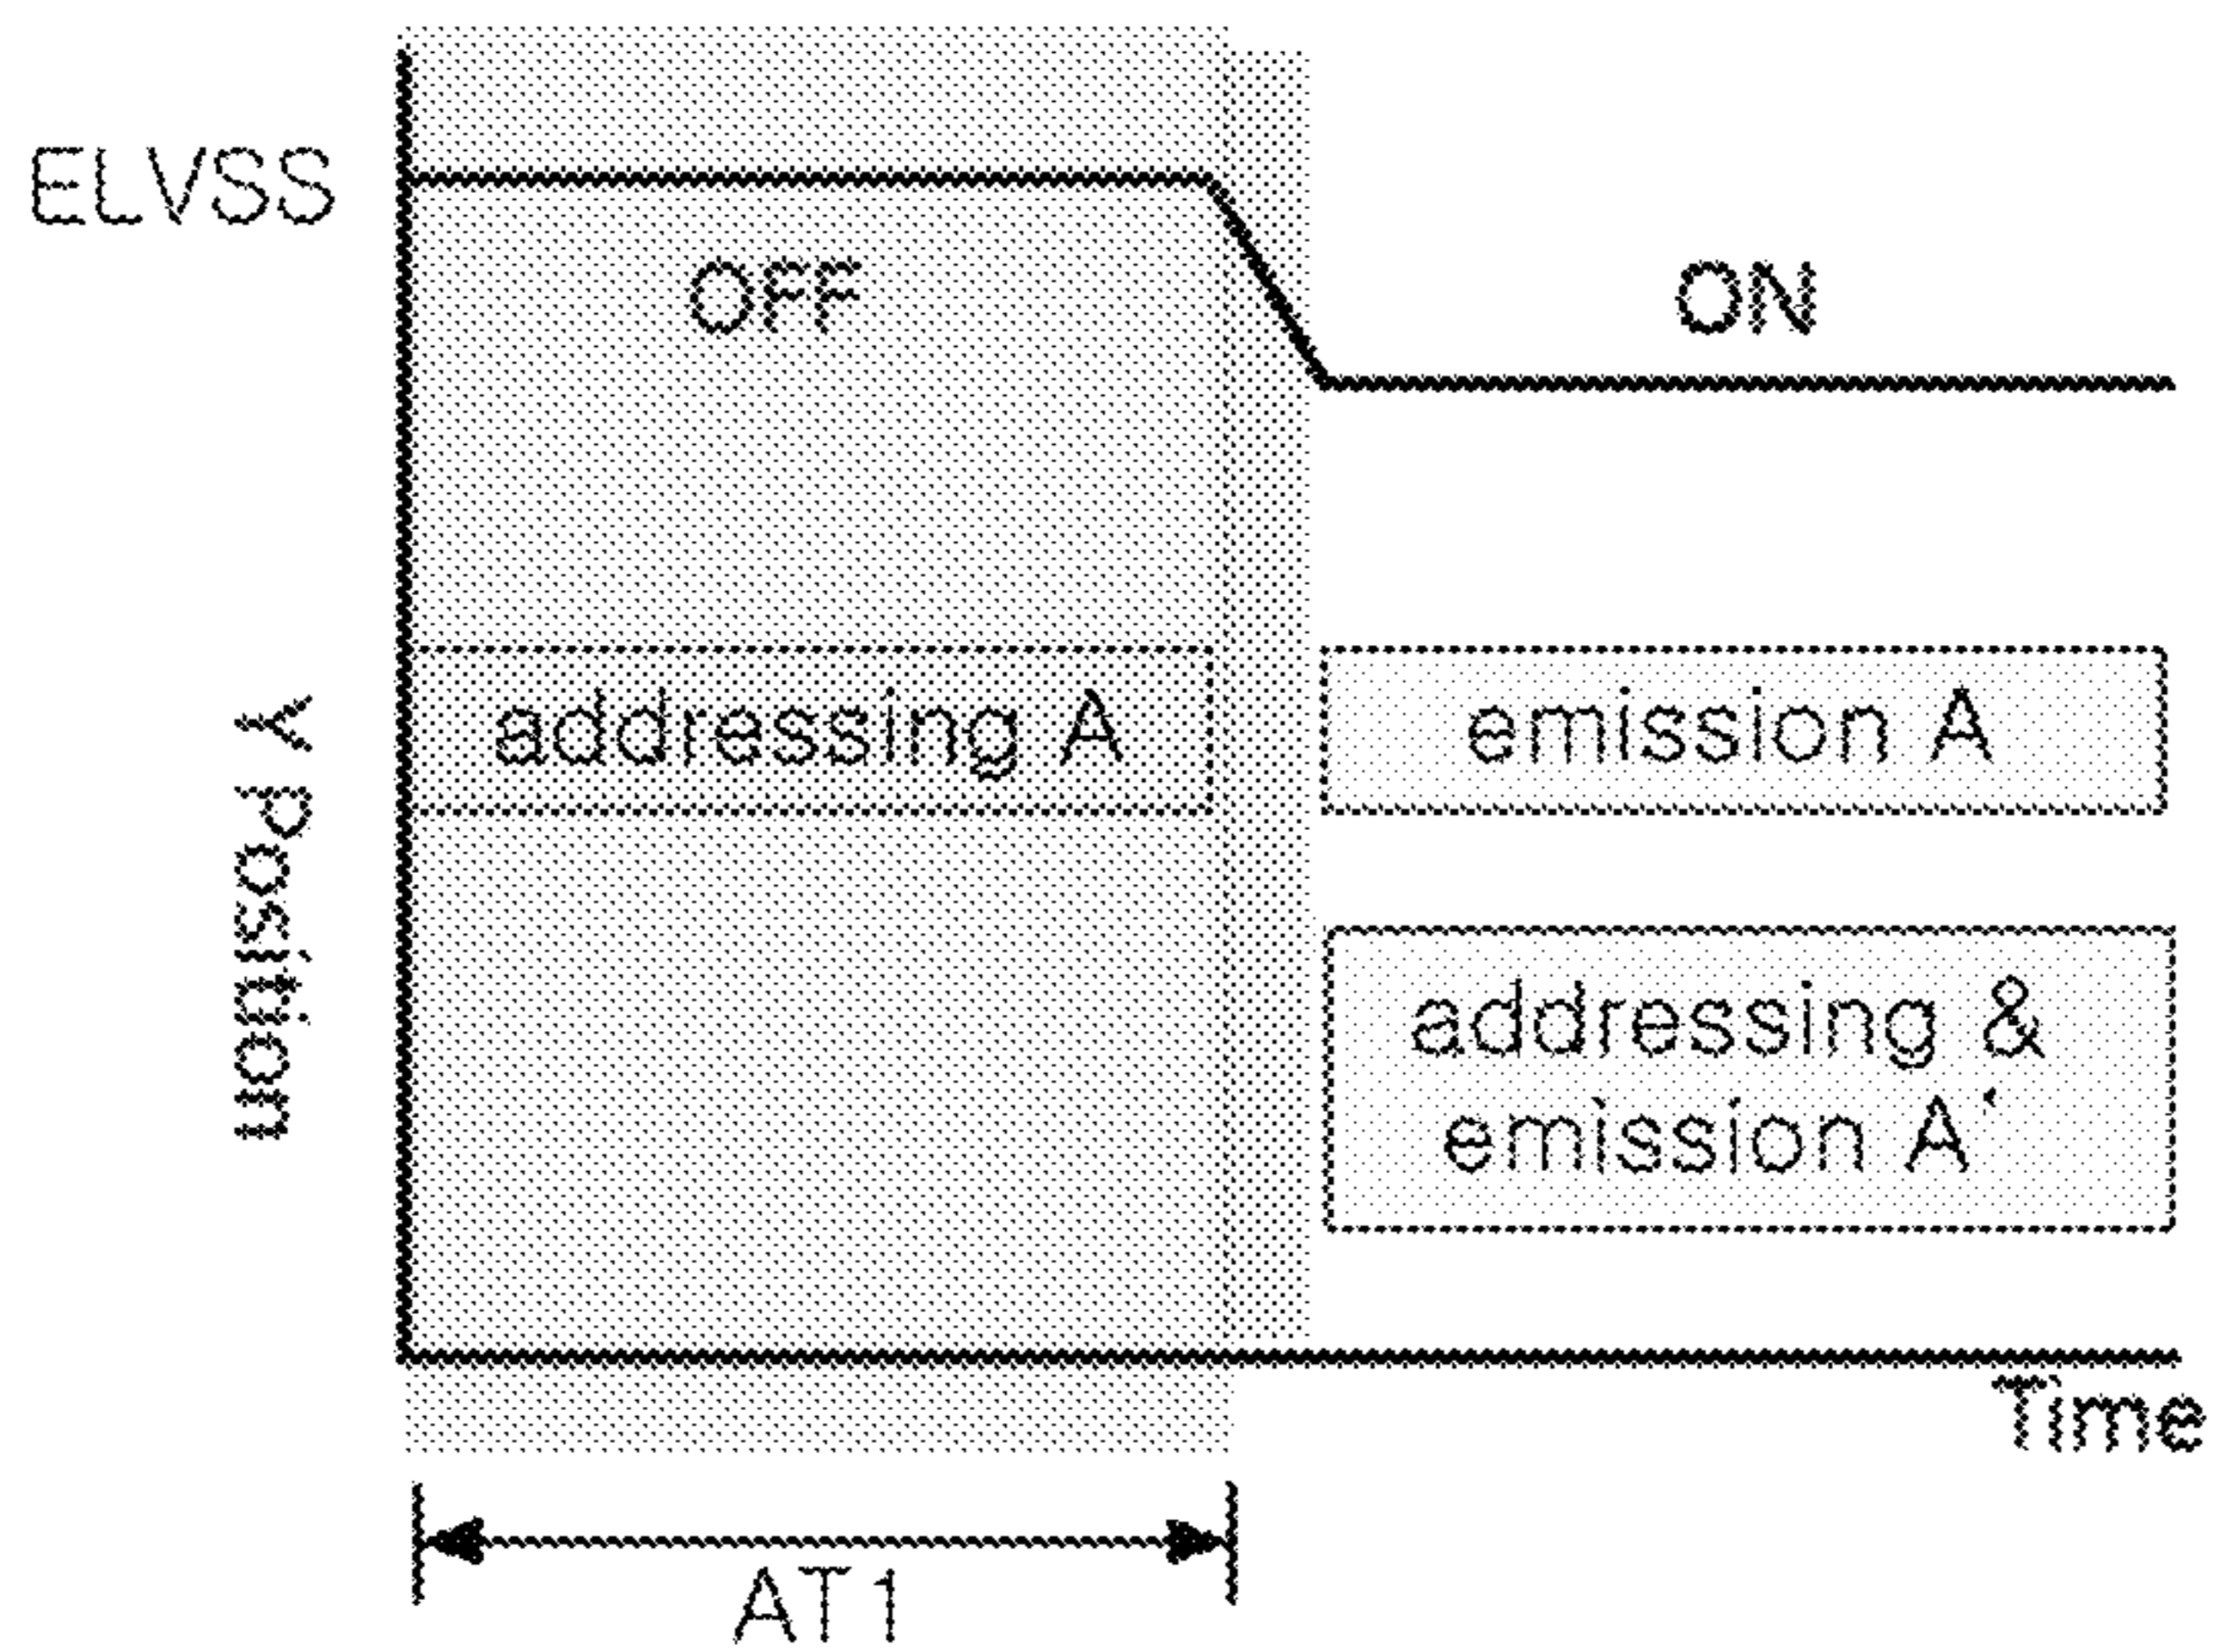 ELVSS
OFF
ON
Y Position
addressing A
emission A
addressing &
emission A'
Time
AT1